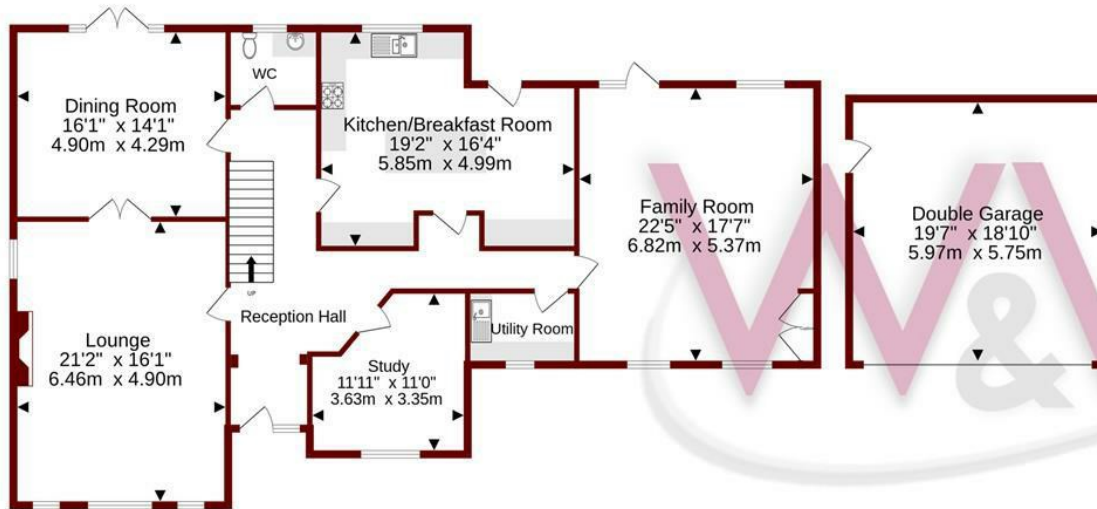 WC
Dining Room
16'1" x 14'1"
4.90m x 4.29m
Kitchen/Breakfast Room
19'2" x 16'4"
5.85m x 4.99m
Family Room
22'5" x 17'7"
6.82m x 5.37m
Double Garage
19'7" x 18'10"
5.97m x 5.75m
UP
Reception Hall
Utility Room
Lounge
21'2" x 16'1"
6.46m x 4.90m
Study
11'11" x 11'0"
3.63m x 3.35m
W
&